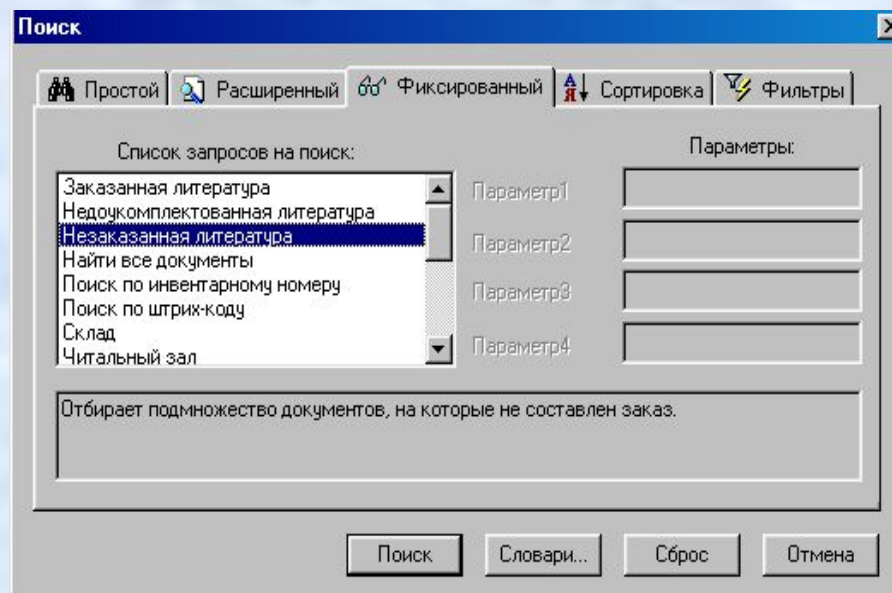 Поиск
Простой
Расширенный
Фиксированный
Сортировка
Фильтры
Список запросов на поиск:
Параметры:
Заказанная литература
Недоукомплектованная литература
Незаказанная литература
Найти все документы
Поиск по инвентарному номеру
Поиск по штрих-коду
Склад
Читальный зал
Параметр1
Параметр2
Параметр3
Параметр4
Отбирает подмножество документов, на которые не составлен заказ.
Поиск
Словари...
Сброс
Отмена